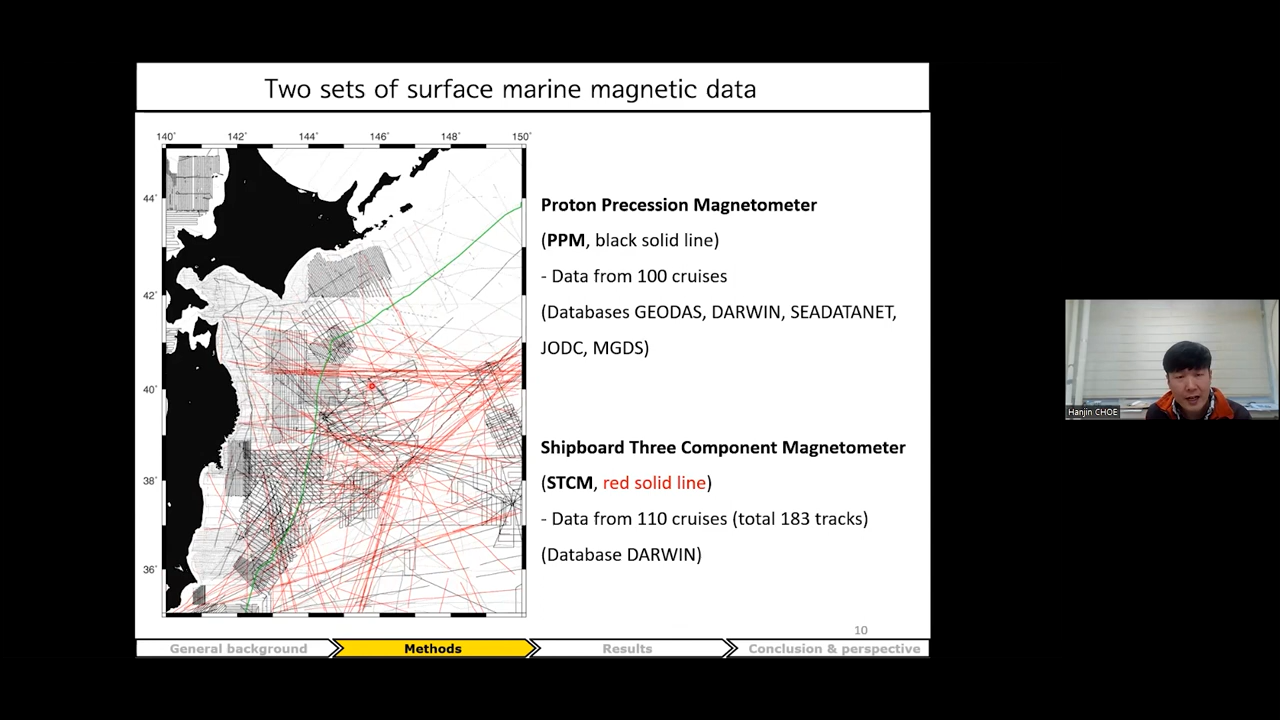 Two sets of surface marine magnetic data
140° 142° 144° 146° 148° 150°
44°
42°
40°
38°
36°
Proton Precession Magnetometer
(PPM, black solid line)
- Data from 100 cruises
(Databases GEODAS, DARWIN, SEADATANET,
JODC, MGDS)
Shipboard Three Component Magnetometer
(STCM, red solid line)
- Data from 110 cruises (total 183 tracks)
(Database DARWIN)
10
General background Methods Results Conclusion & perspective
Hanjin CHOE